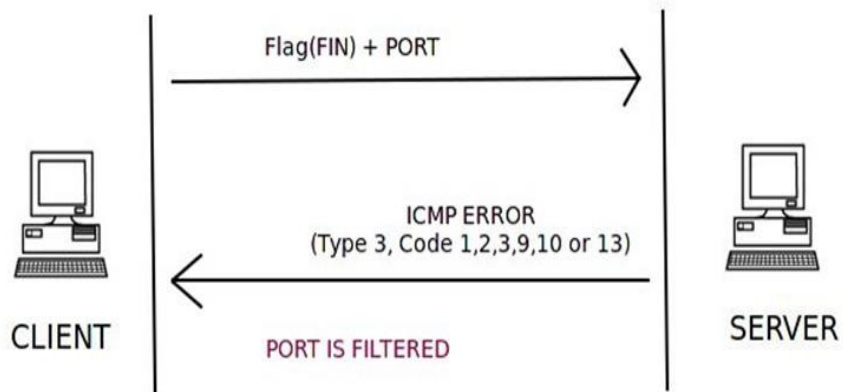 Flag(FIN) + PORT
ICMP ERROR
(Type 3, Code 1,2,3,9,10 or 13)
CLIENT
SERVER
PORT IS FILTERED